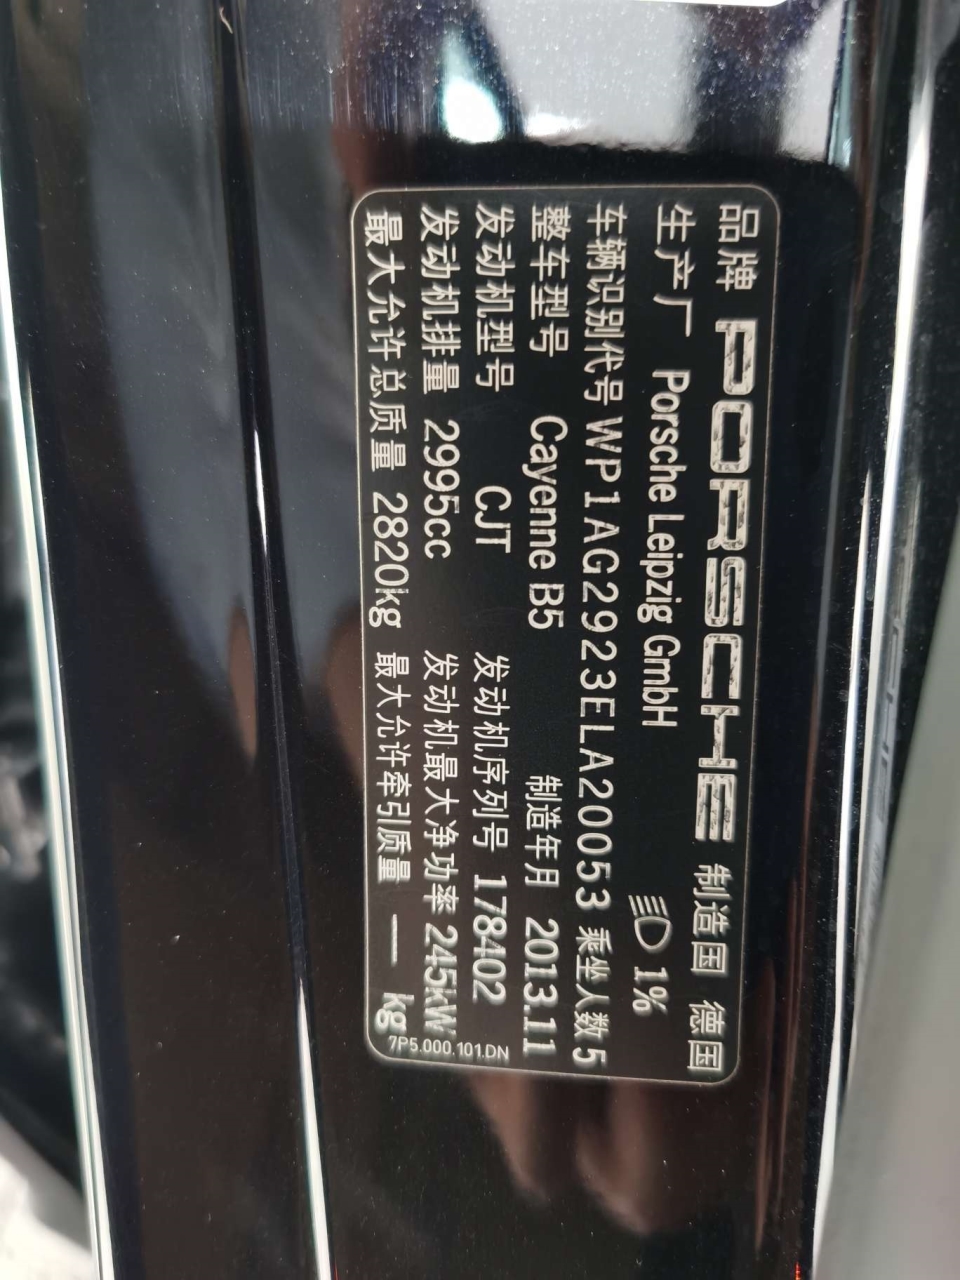 品牌 PORSCHE 制造国 德国
生产厂 Porsche Leipzig GmbH 1%
车辆识别代号 WP1AG2923ELA20053 乘坐人数 5
整车型号 Cayenne B5 制造年月 2013.11
发动机型号 CJT 发动机序列号 178402
发动机排量 2995cc 发动机最大净功率 245kW
最大允许总质量 2820kg 最大允许牵引质量 — kg
7P5.000.101.DN